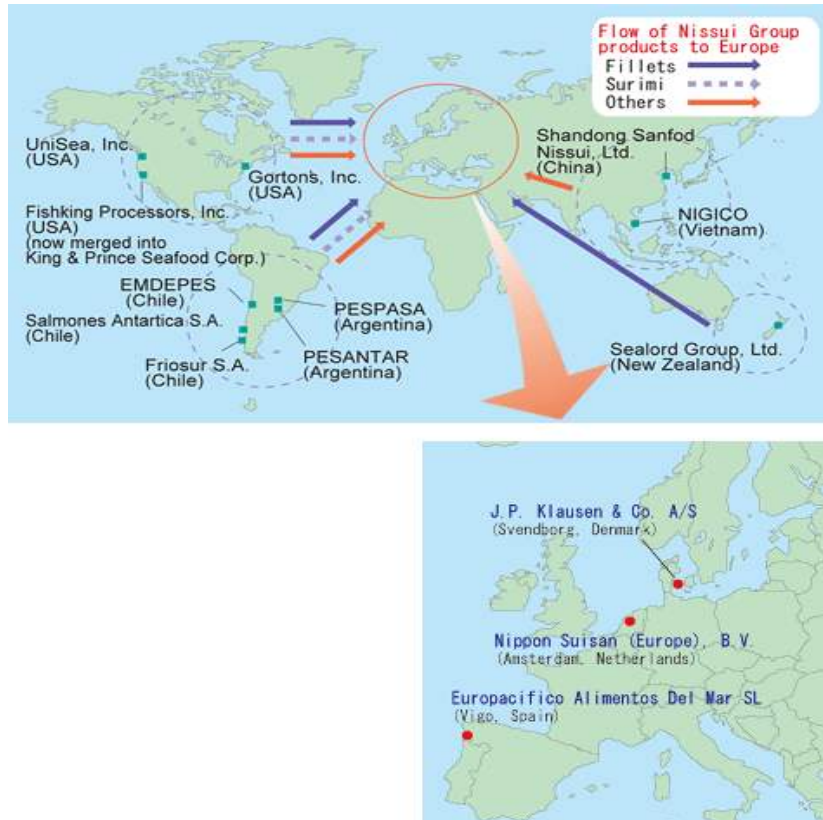 Flow of Nissui Group
products to Europe
Fillets
Surimi
Others
UniSea, Inc.
(USA)
Gorton's, Inc.
(USA)
Shandong Sanfod
Nissui, Ltd.
(China)
Fishking Processors, Inc.
(USA)
(now merged into
King & Prince Seafood Corp.)
NIGICO
(Vietnam)
EMDEPES
(Chile)
PESPASA
(Argentina)
Salmones Antartica S.A.
(Chile)
PESANTAR
(Argentina)
Friosur S.A.
(Chile)
Sealord Group, Ltd.
(New Zealand)
J.P. Klausen & Co. A/S
(Svendborg, Denmark)
Nippon Suisan (Europe), B.V.
(Amsterdam, Netherlands)
Europacifico Alimentos Del Mar SL
(Vigo, Spain)